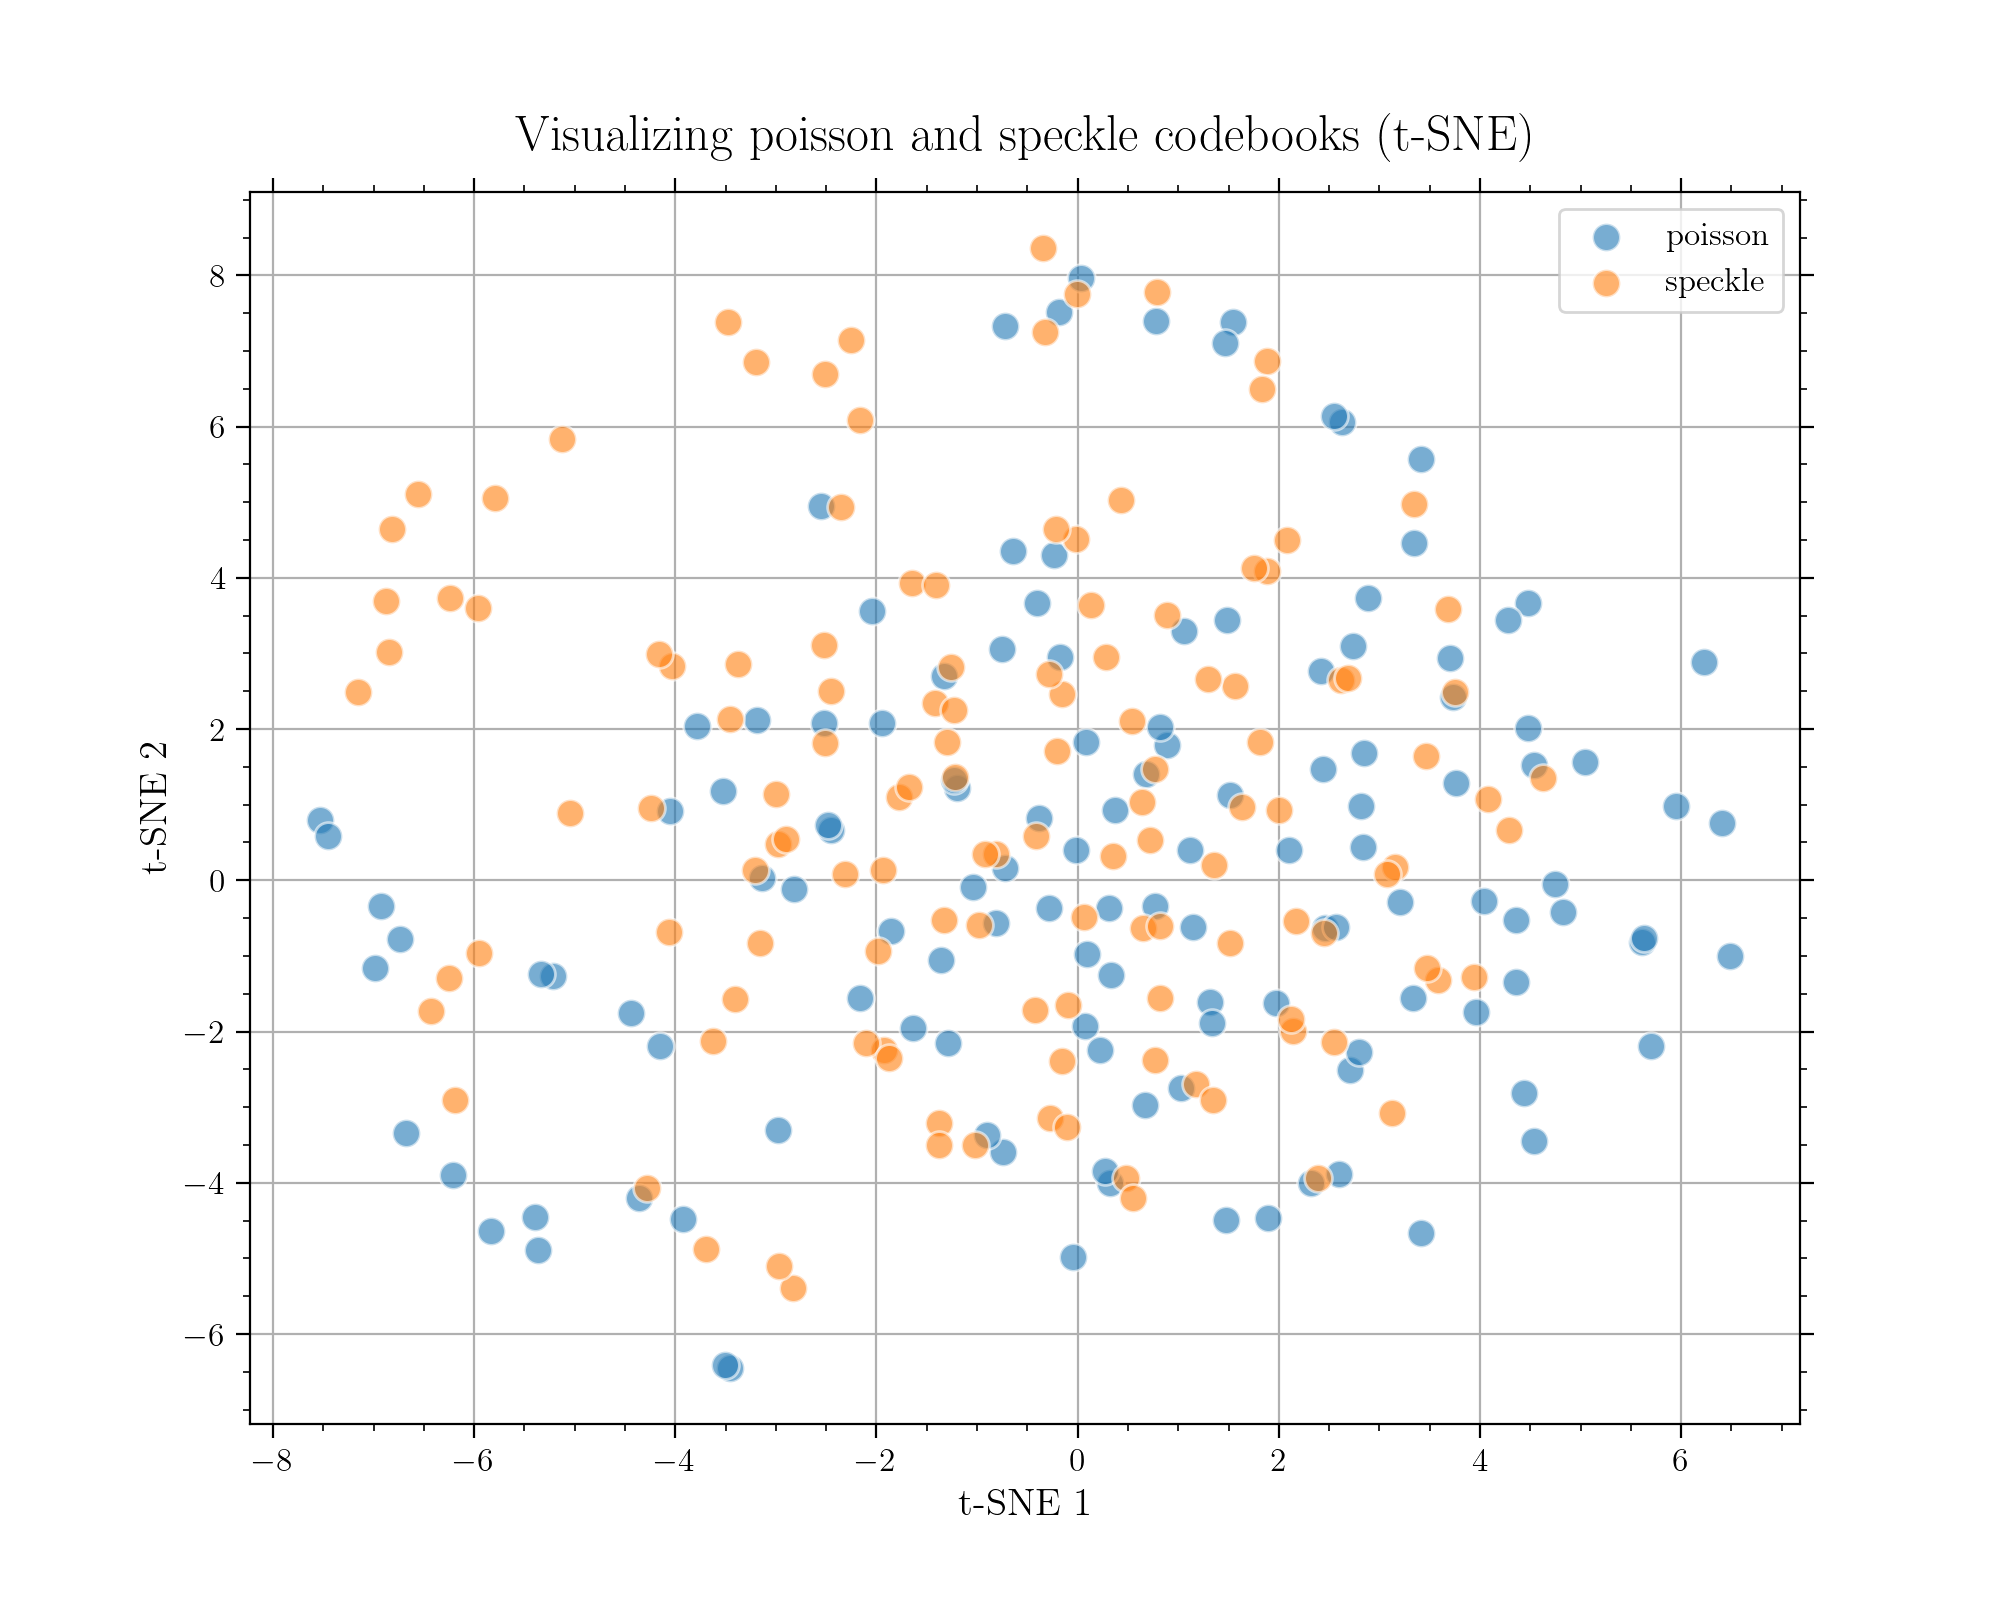 Visualizing poisson and speckle codebooks (t-SNE)
poisson
speckle
8
6
4
2
0
−2
−4
−6
t-SNE 2
−8 −6 −4 −2 0 2 4 6
t-SNE 1